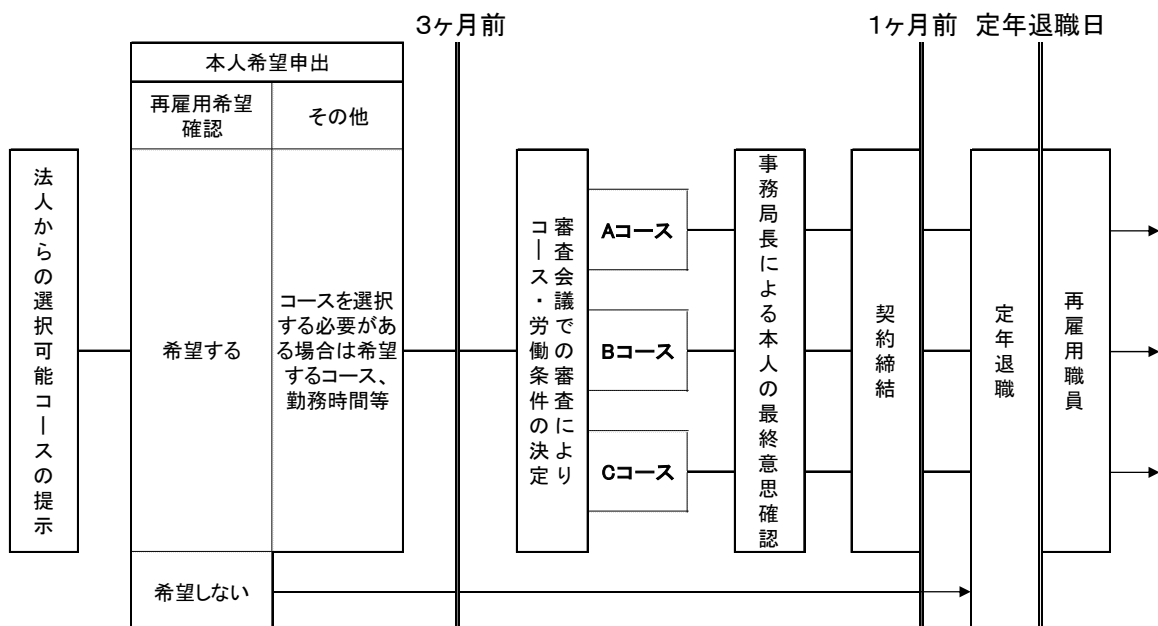 3ヶ月前
1ヶ月前 定年退職日
本人希望申出
再雇用希望
確認
その他
法人からの選択可能コースの提示
希望する
コースを選択
する必要があ
る場合は希望
するコース、
勤務時間等
審査会議での審査により
コース・労働条件の決定
Aコース
Bコース
Cコース
事務局長による本人の最終意思確認
契約締結
定年退職
再雇用職員
希望しない